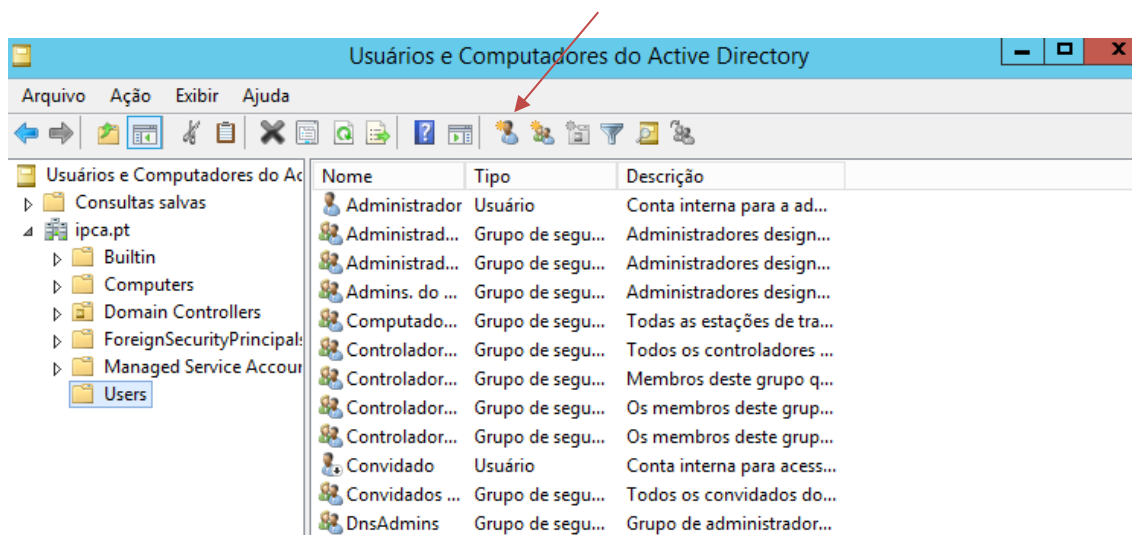 Usuários e Computadores do Active Directory
Arquivo Ação Exibir Ajuda
Usuários e Computadores do Ac
Consultas salvas
ipca.pt
Builtin
Computers
Domain Controllers
ForeignSecurityPrincipals
Managed Service Accour
Users
Nome Tipo Descrição
Administrador Usuário Conta interna para a ad...
Administrad... Grupo de segu... Administradores design...
Administrad... Grupo de segu... Administradores design...
Admins. do ... Grupo de segu... Administradores design...
Computado... Grupo de segu... Todas as estações de tra...
Controlador... Grupo de segu... Todos os controladores ...
Controlador... Grupo de segu... Membros deste grupo q...
Controlador... Grupo de segu... Os membros deste grup...
Controlador... Grupo de segu... Os membros deste grup...
Convidado Usuário Conta interna para acess...
Convidados ... Grupo de segu... Todos os convidados do...
DnsAdmins Grupo de segu... Grupo de administrador...